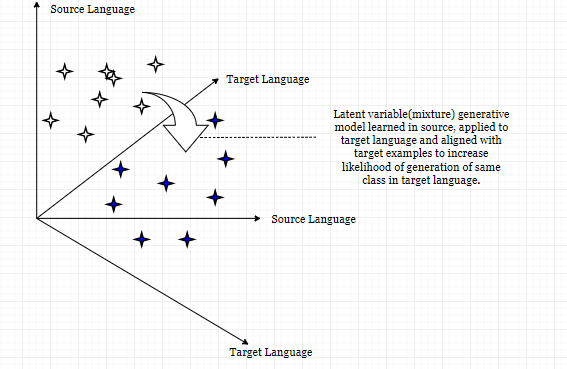 Source Language
Target Language
Latent variable(mixture) generative
model learned in source, applied to
target language and aligned with
target examples to increase
likelihood of generation of same
class in target language.
Source Language
Target Language